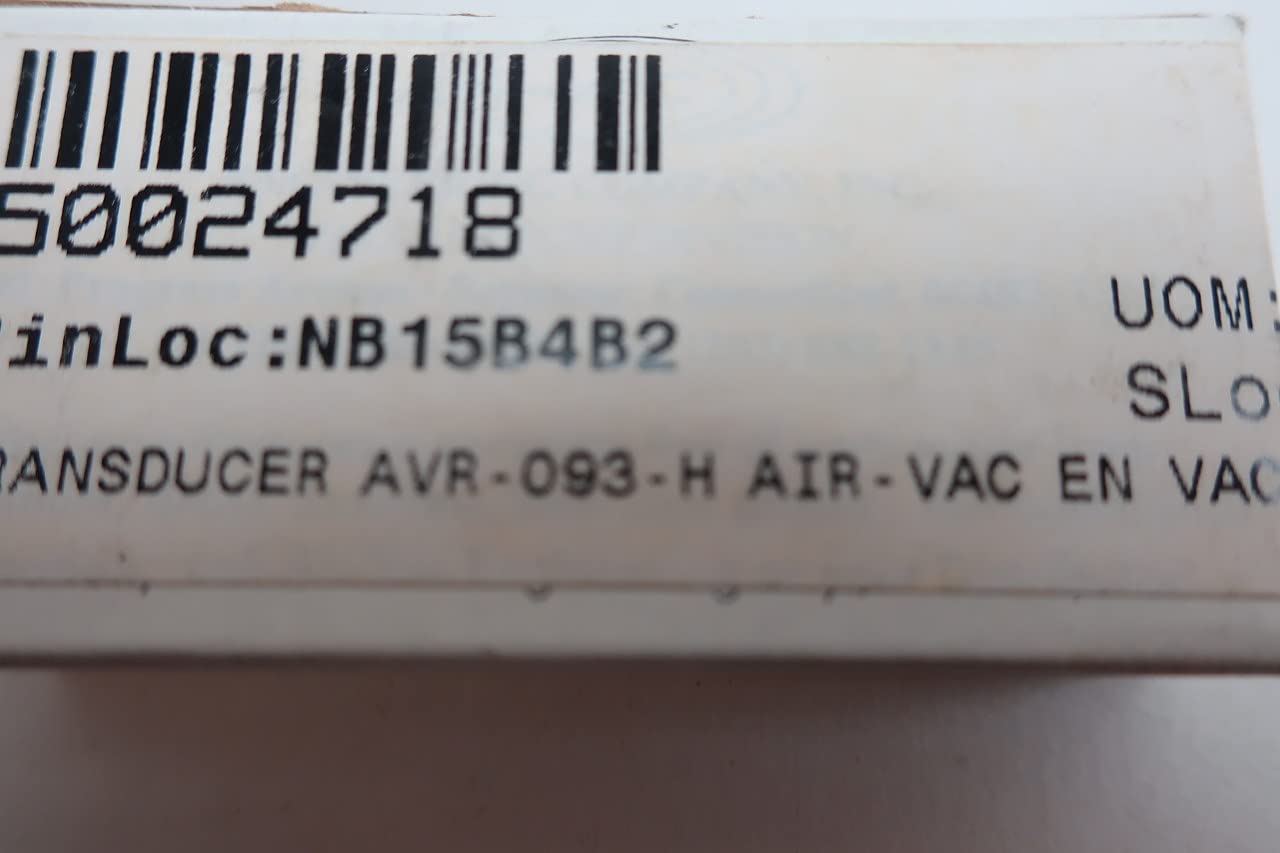 50024718
BinLoc:NB15B4B2
UOM:
SLo
TRANSDUCER AVR-093-H AIR-VAC EN VAC